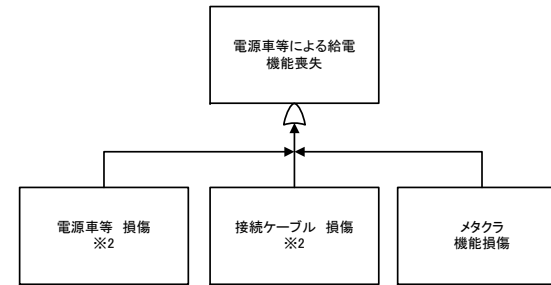 電源車等による給電
機能喪失
電源車等 損傷
※2
接続ケーブル 損傷
※2
メタクラ
機能損傷